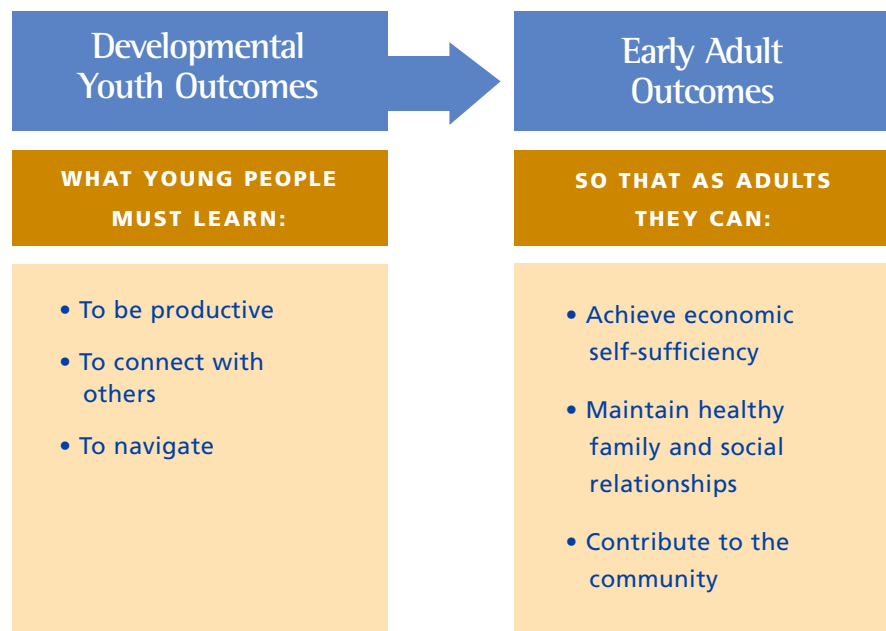 Developmental
Youth Outcomes
WHAT YOUNG PEOPLE
MUST LEARN:
• To be productive
• To connect with
others
• To navigate
Early Adult
Outcomes
SO THAT AS ADULTS
THEY CAN:
• Achieve economic
self-sufficiency
• Maintain healthy
family and social
relationships
• Contribute to the
community